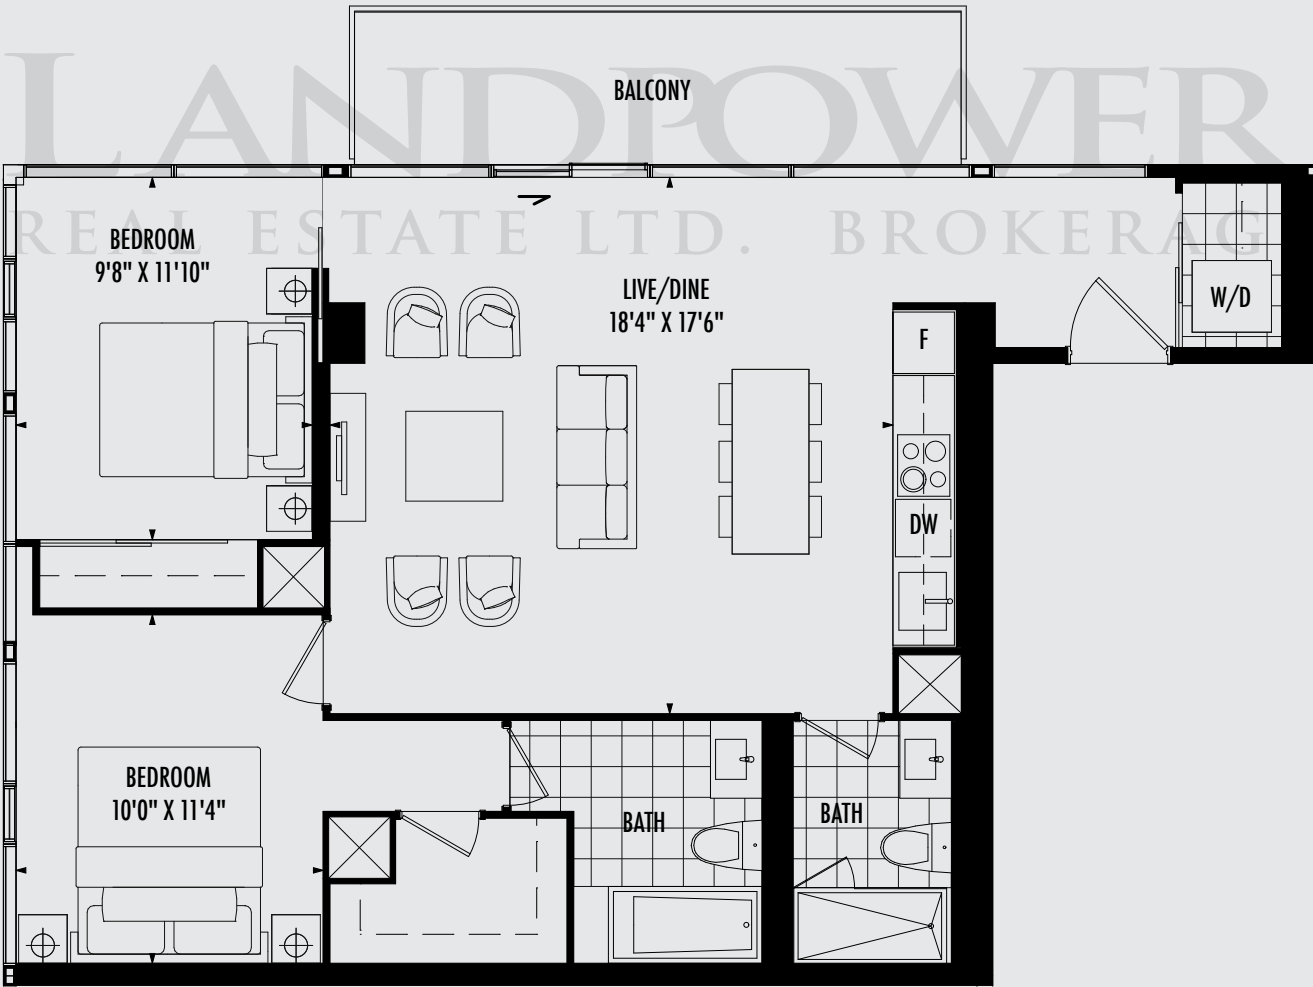 BALCONY
LANDPOWER
REAL ESTATE LTD. BROKERAG
BEDROOM
9'8" X 11'10"
LIVE/DINE
18'4" X 17'6"
W/D
F
DW
BEDROOM
10'0" X 11'4"
BATH
BATH